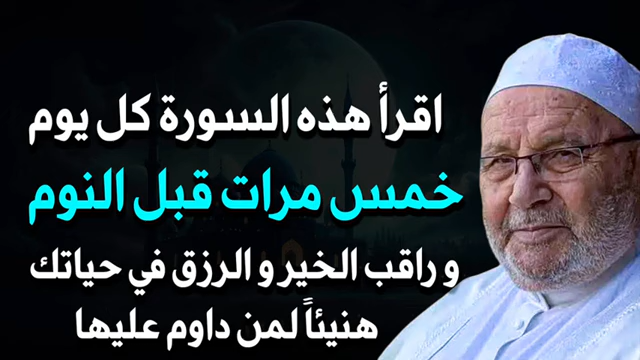 اقرأ هذه السورة كل يوم
خمس مرات قبل النوم
و راقب الخير و الرزق في حياتك
هنيئاً لمن داوم عليها